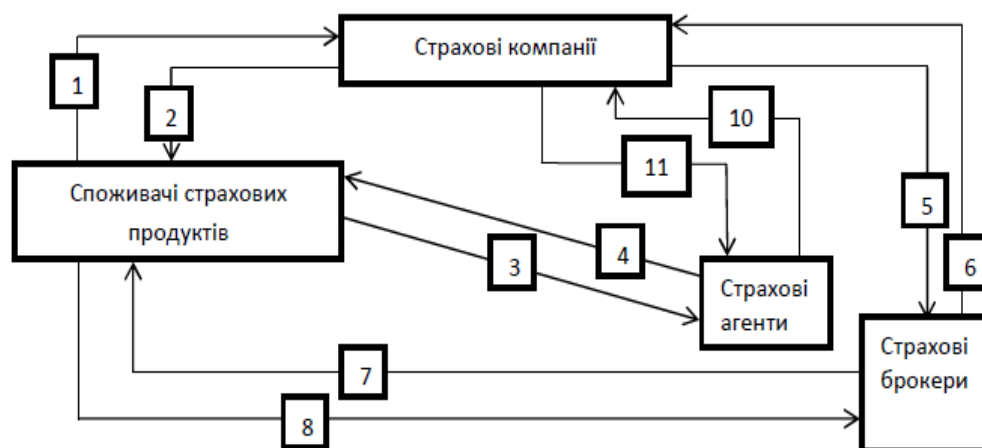 Страхові компанії
1
2
10
11
Споживачі страхових
продуктів
5
3
4
6
Страхові
агенти
Страхові
брокери
7
8